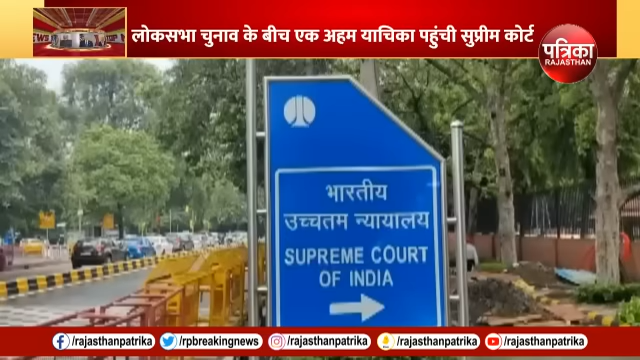 लोकसभा चुनाव के बीच एक अहम याचिका पहुंची सुप्रीम कोर्ट
पत्रिका
RAJASTHAN
भारतीय
उच्चतम न्यायालय
SUPREME COURT
OF INDIA
/rajasthanpatrika
/rpbreakingnews
/rajasthanpatrika
/rajasthanpatrika
/rajasthanpatrika